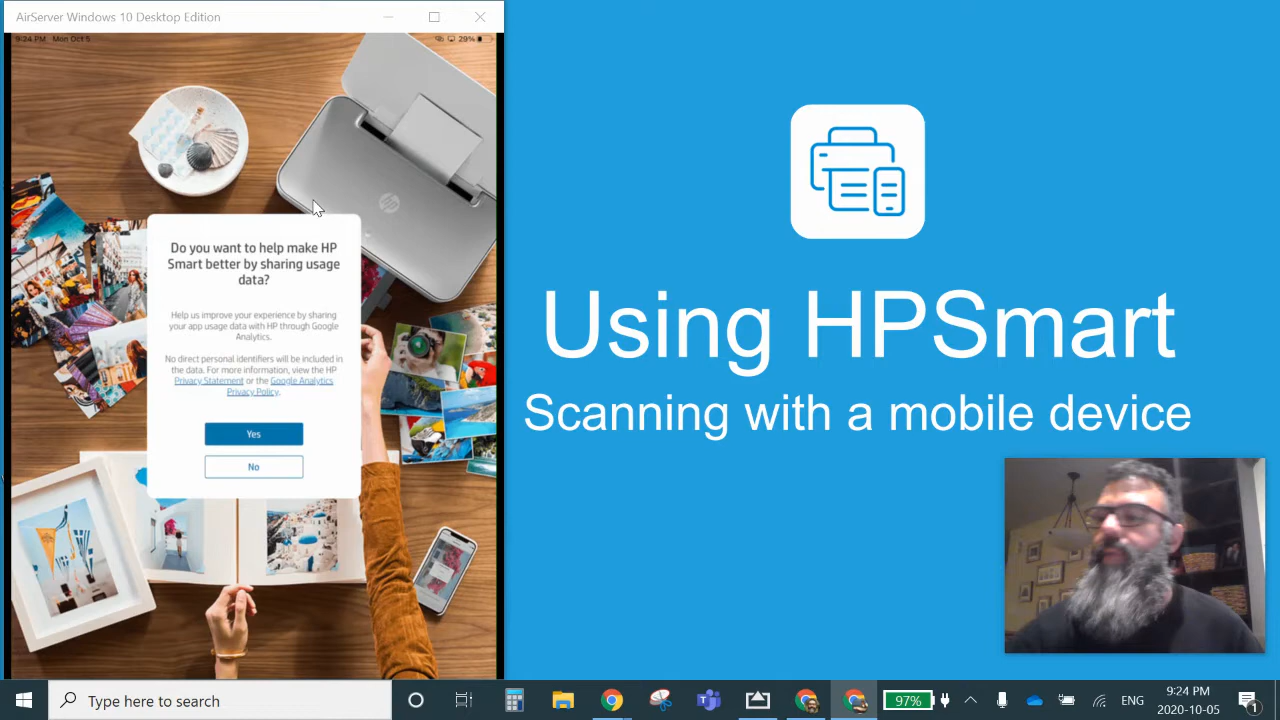 AirServer Windows 10 Desktop Edition
9:24 PM Mon Oct 5
29%
Do you want to help make HP
Smart better by sharing usage
data?
Help us improve your experience by sharing
your app usage data with HP through Google
Analytics.
No direct personal identifiers will be included in
the data. For more information, view the HP
Privacy Statement or the Google Analytics
Privacy Policy.
Yes
No
Using HPSmart
Scanning with a mobile device
Type here to search
97%
ENG
9:24 PM
2020-10-05
1